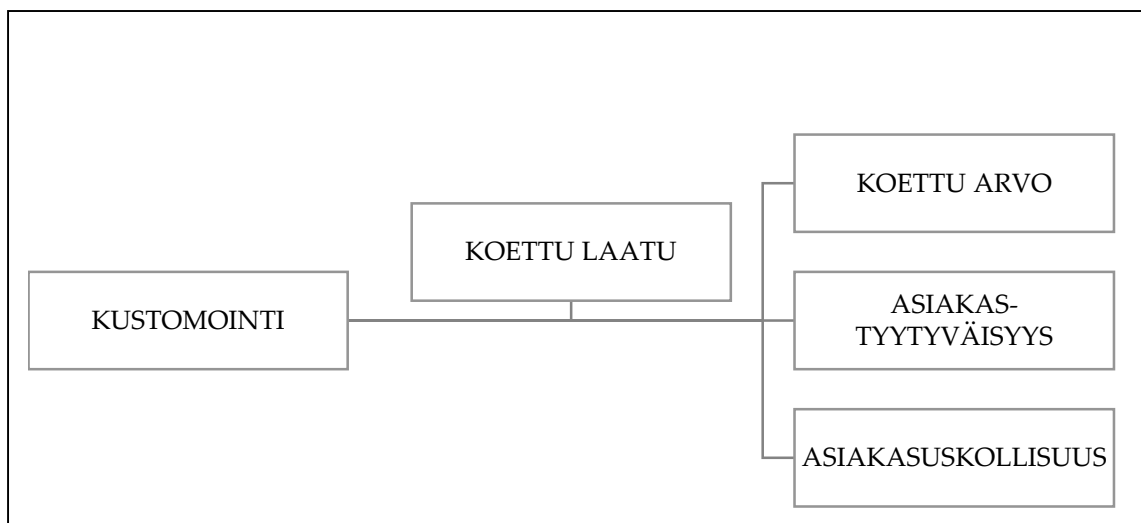 KUSTOMOINTI
KOETTU LAATU
KOETTU ARVO
ASIAKAS-
TYYTYVÄISYYS
ASIAKASUSKOLLISUUS